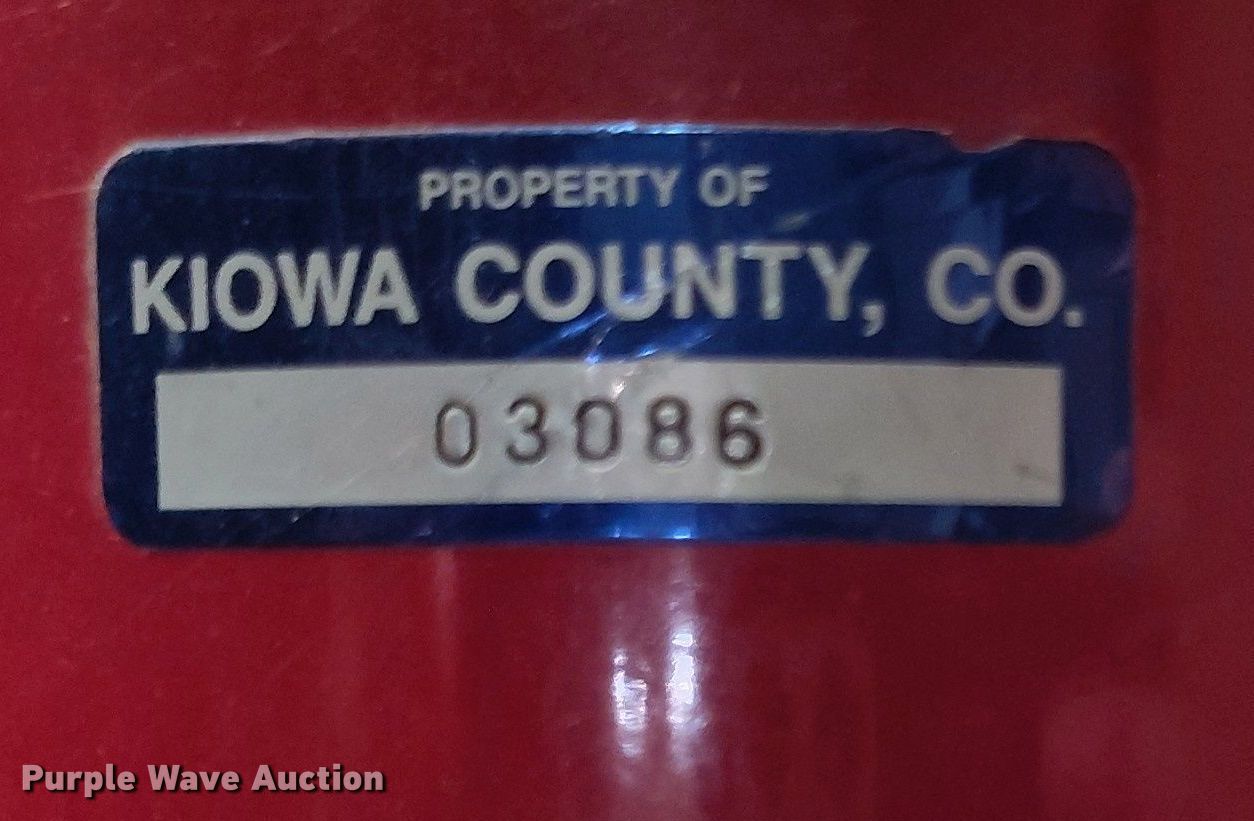 PROPERTY OF
KIOWA COUNTY, CO.
03086
Purple Wave Auction